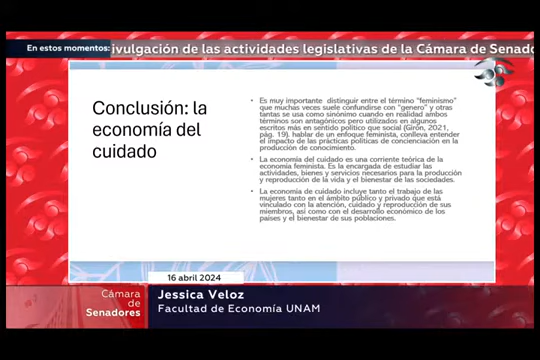 En estos momentos:
ivulgación de las actividades legislativas de la Cámara de Senado
Conclusión: la
economía del
cuidado
• Es muy importante distinguir entre el término "feminismo"
que muchas veces suele confundirse con "genero" y otras
tantas se usa como sinónimo cuando en realidad ambos
términos son antagónicos pero utilizados en algunos
escritos más en sentido político que social (Girón, 2021,
pág. 19). hablar de un enfoque feminista, conlleva entender
el impacto de las prácticas políticas de concienciación en la
producción de conocimiento.
• La economía del cuidado es una corriente teórica de la
economía feminista. Es la encargada de estudiar las
actividades, bienes y servicios necesarios para la producción
y reproducción de la vida y el bienestar de las sociedades.
• La economía de cuidado incluye tanto el trabajo de las
mujeres tanto en el ámbito público y privado que está
vinculado con la atención, cuidado y reproducción de sus
miembros, así como con el desarrollo económico de los
países y el bienestar de sus poblaciones.
16 abril 2024
Cámara
de
Senadores
Jessica Veloz
Facultad de Economía UNAM